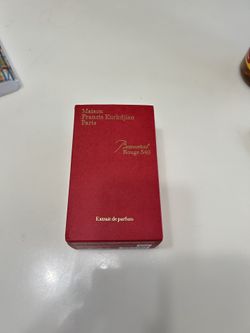 Maison
Francis Kurkdjian
Paris
Baccarat
Rouge 540
Extrait de parfum